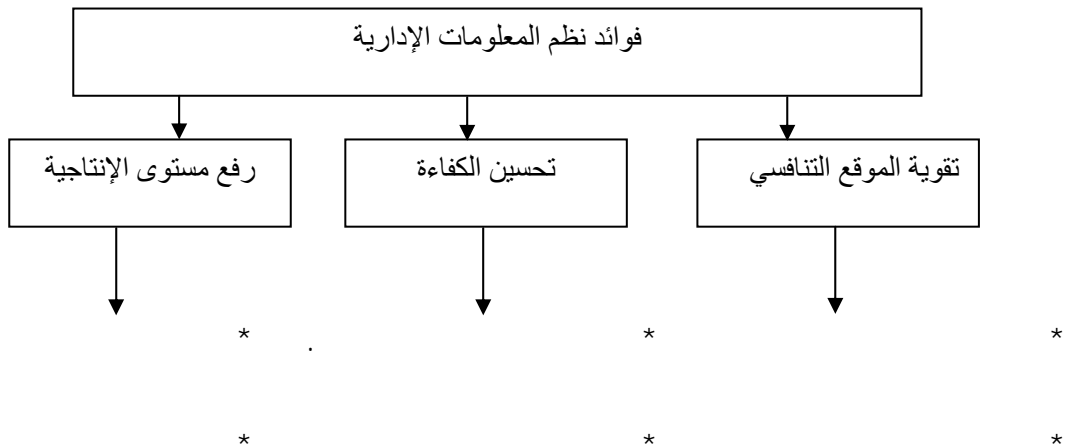 فوائد نظم المعلومات الإدارية
تقوية الموقع التنافسي
تحسين الكفاءة
رفع مستوى الإنتاجية
* * . *
* * *